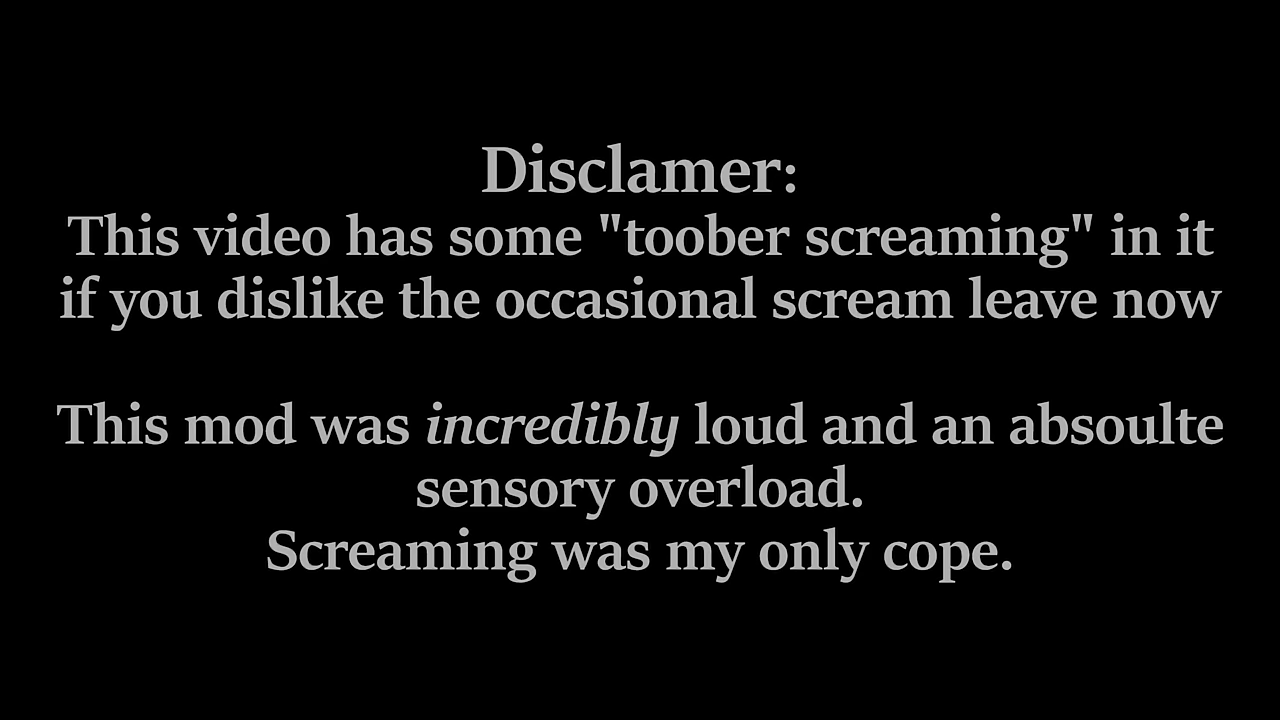 Disclamer:
This video has some "toober screaming" in it
if you dislike the occasional scream leave now
This mod was incredibly loud and an absoulte
sensory overload.
Screaming was my only cope.